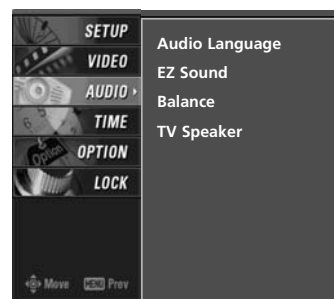 SETUP
VIDEO
AUDIO
TIME
OPTION
LOCK
Move MENU Prev
Audio Language
EZ Sound
Balance
TV Speaker